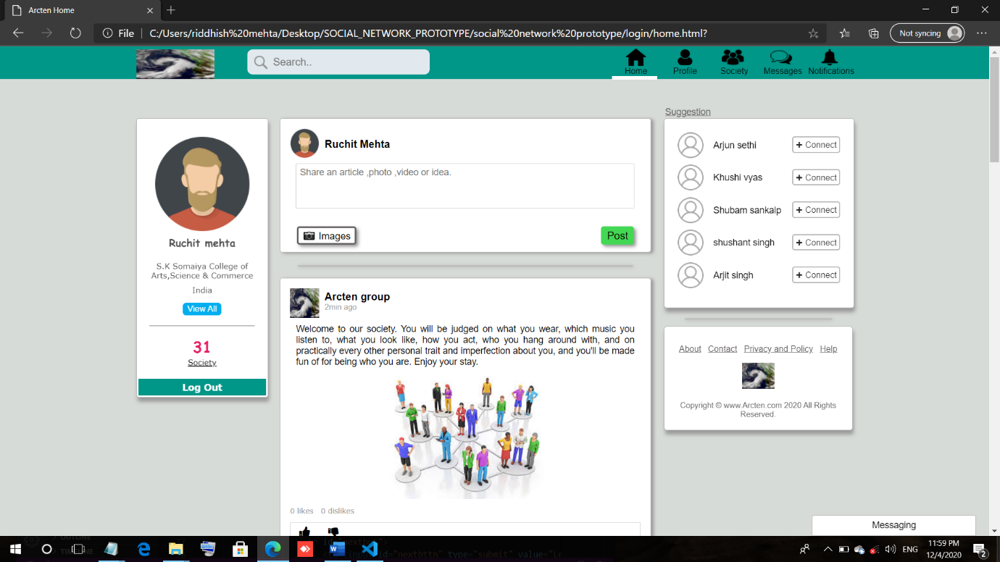 Arcten Home
File
C:/Users/riddhish%20mehta/Desktop/SOCIAL_NETWORK_PROTOTYPE/social%20network%20prototype/login/home.html?
Not syncing
Search..
Home
Profile
Society
Messages
Notifications
Ruchit mehta
S.K Somaiya College of
Arts,Science & Commerce
India
View All
31
Society
Log Out
Ruchit Mehta
Share an article ,photo ,video or idea.
Images
Post
Arcten group
2min ago
Welcome to our society. You will be judged on what you wear, which music you
listen to, what you look like, how you act, who you hang around with, and on
practically every other personal trait and imperfection about you, and you'll be made
fun of for being who you are. Enjoy your stay.
0 likes 0 dislikes
Suggestion
Arjun sethi + Connect
Khushi vyas + Connect
Shubam sankalp + Connect
shushant singh + Connect
Arjit singh + Connect
About Contact Privacy and Policy Help
Copyright © www.Arcten.com 2020 All Rights
Reserved.
Messaging
OUTLINE
TIMELINE
ENG
11:59 PM
12/4/2020
2